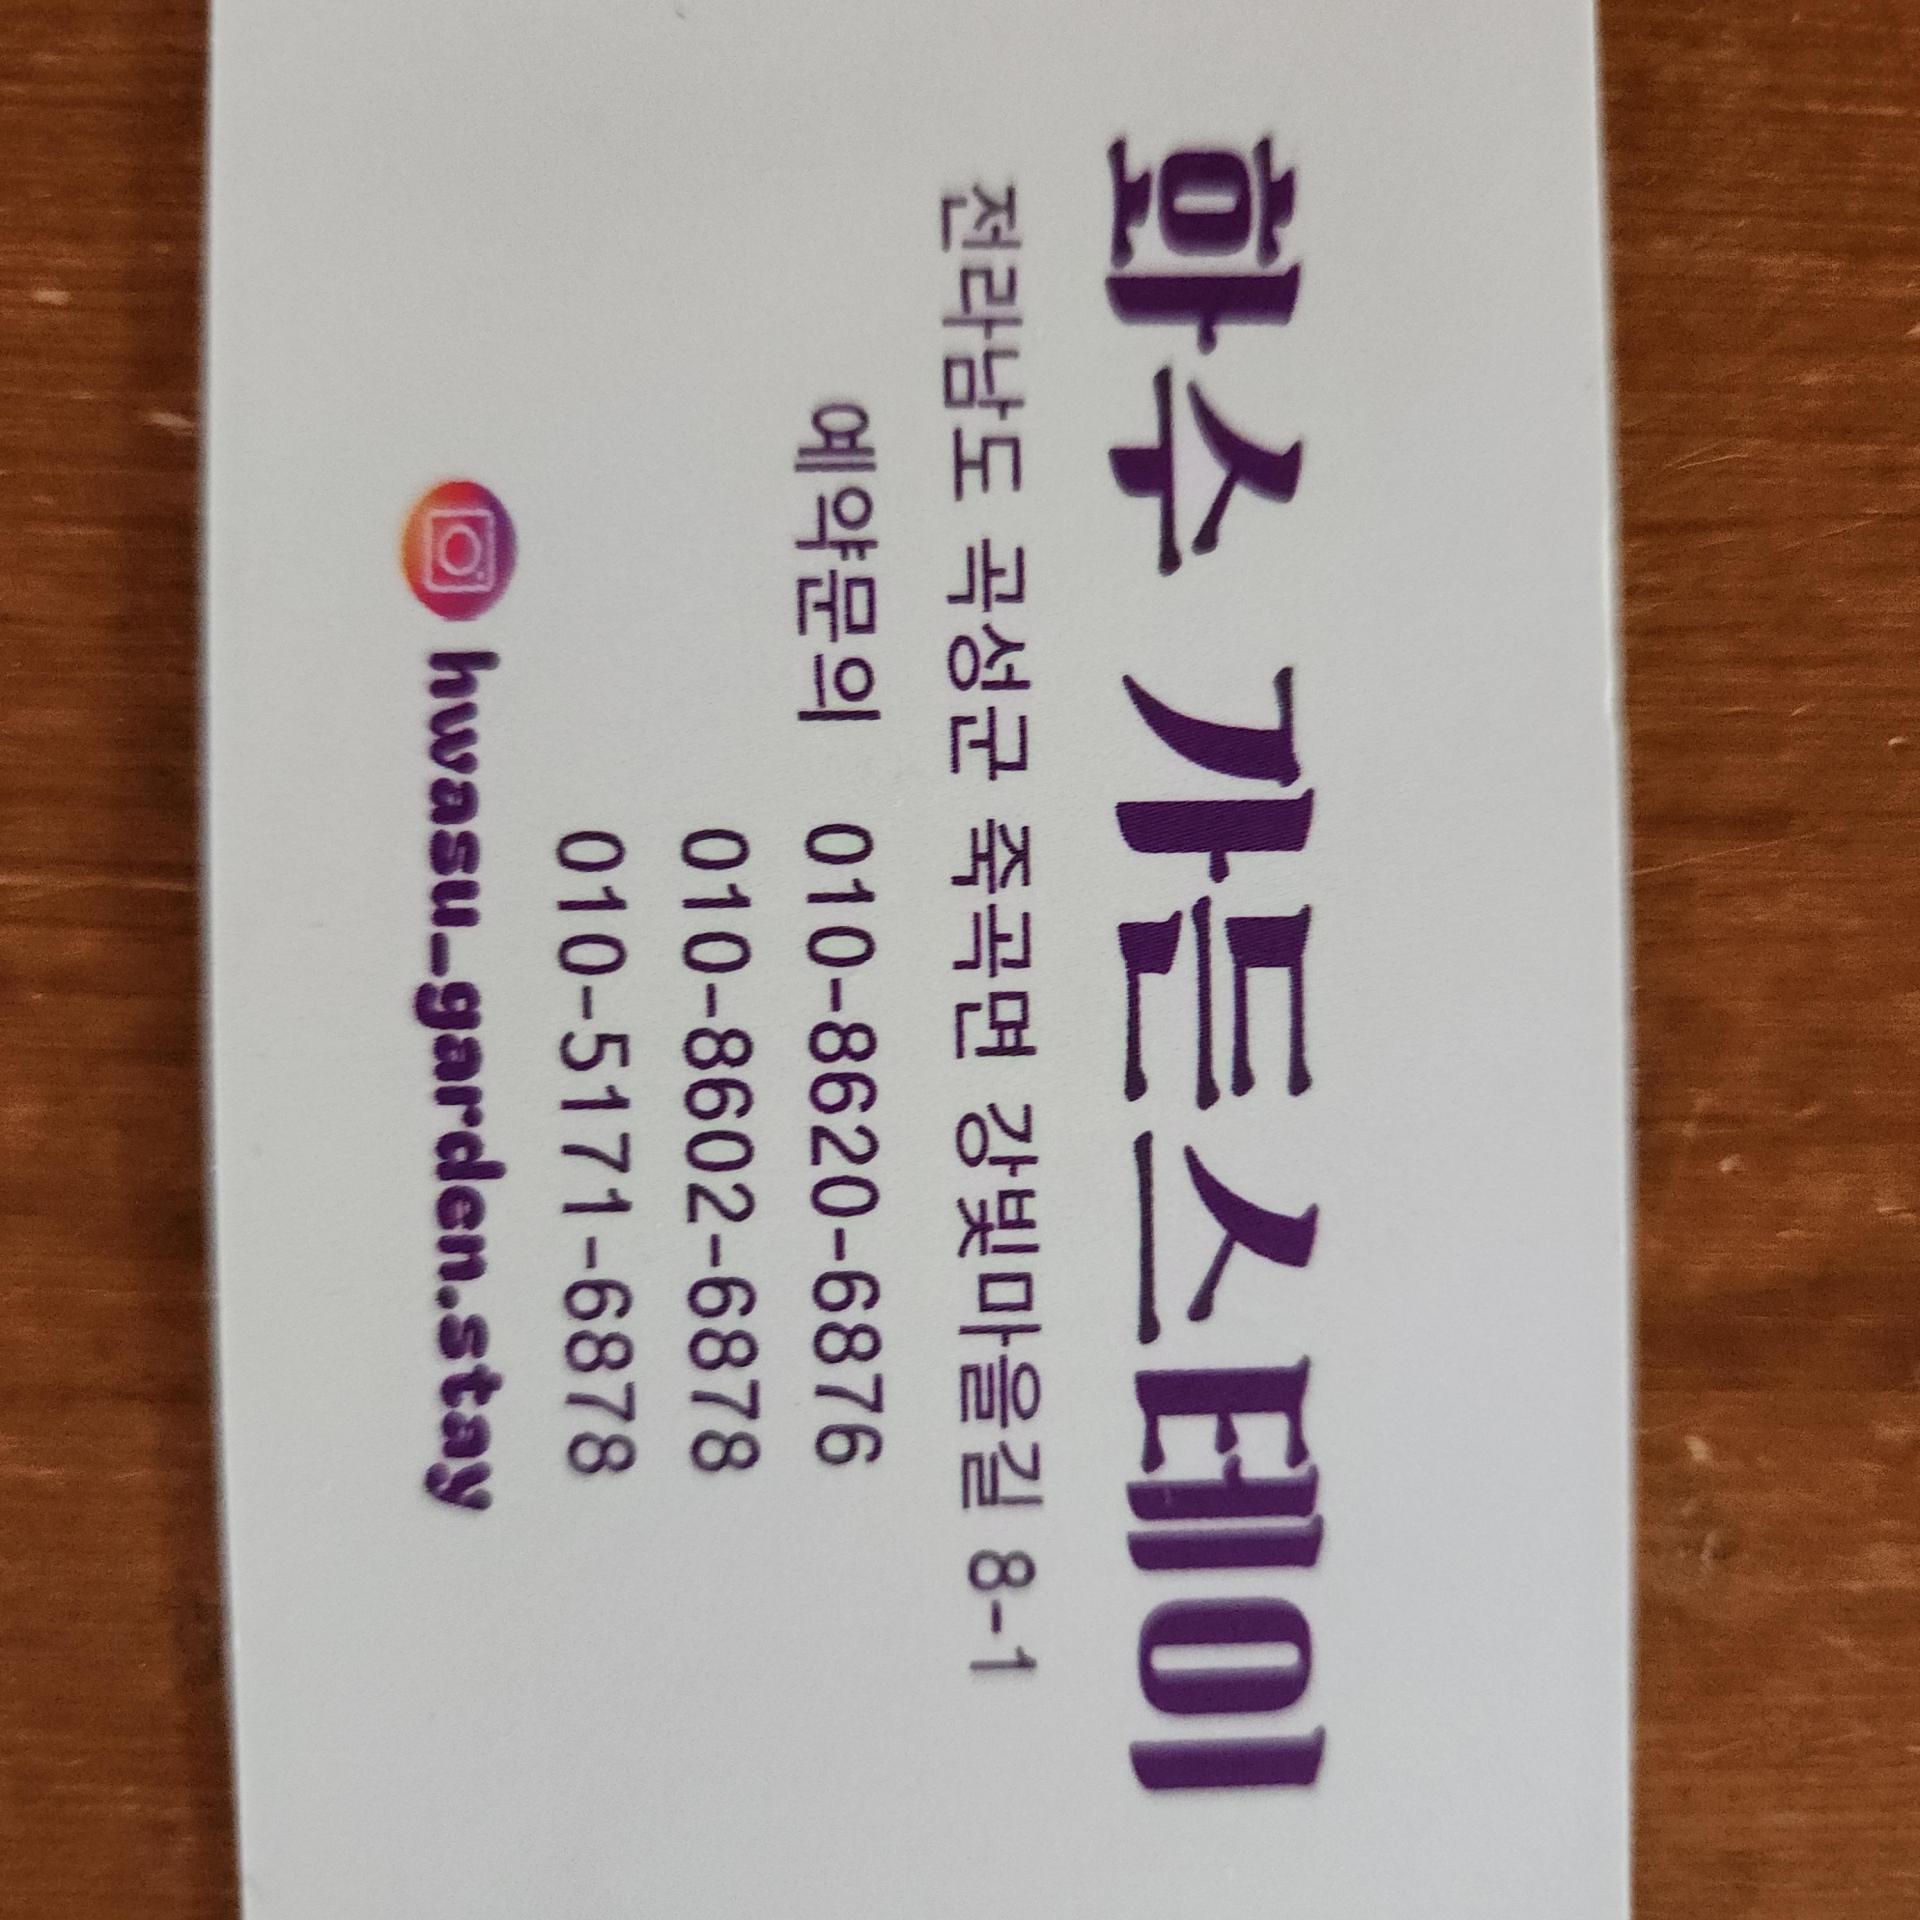 화수 가든스테이
전라남도 곡성군 죽곡면 강빛마을길 8-1
예약문의 010-8620-6876
010-8602-6878
010-5171-6878
hwasu_garden.stay